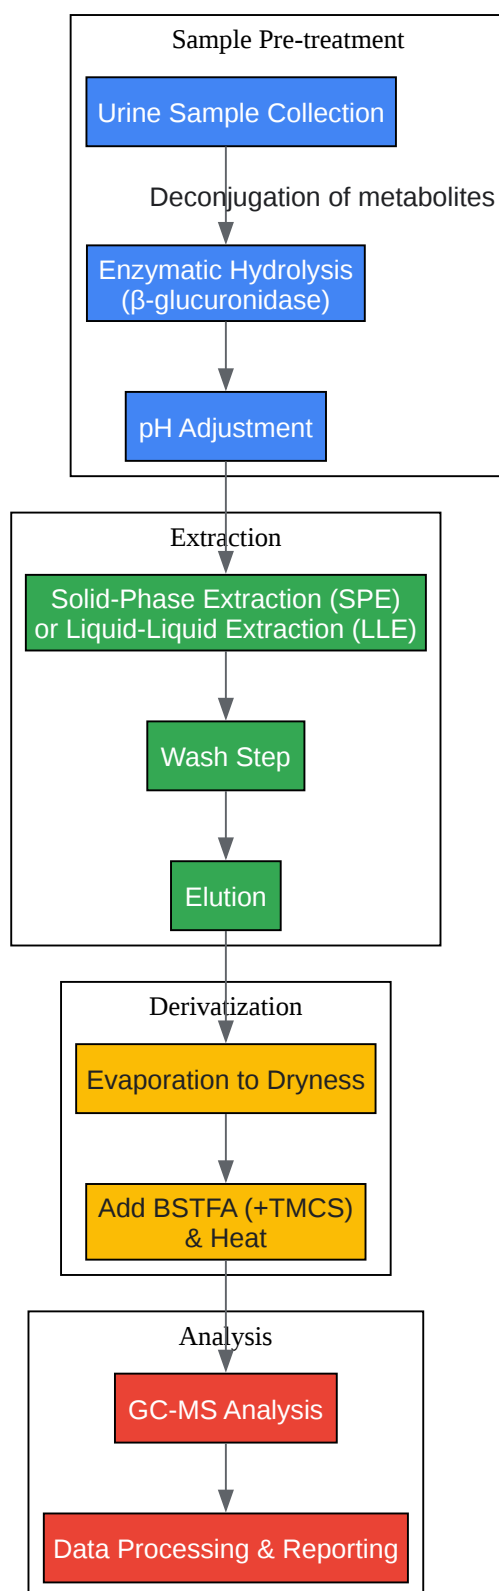 Sample Pre-treatment
Urine Sample Collection
Deconjugation of metabolites
Enzymatic Hydrolysis
(β-glucuronidase)
pH Adjustment
Extraction
Solid-Phase Extraction (SPE)
or Liquid-Liquid Extraction (LLE)
Wash Step
Elution
Derivatization
Evaporation to Dryness
Add BSTFA (+TMCS)
& Heat
Analysis
GC-MS Analysis
Data Processing & Reporting